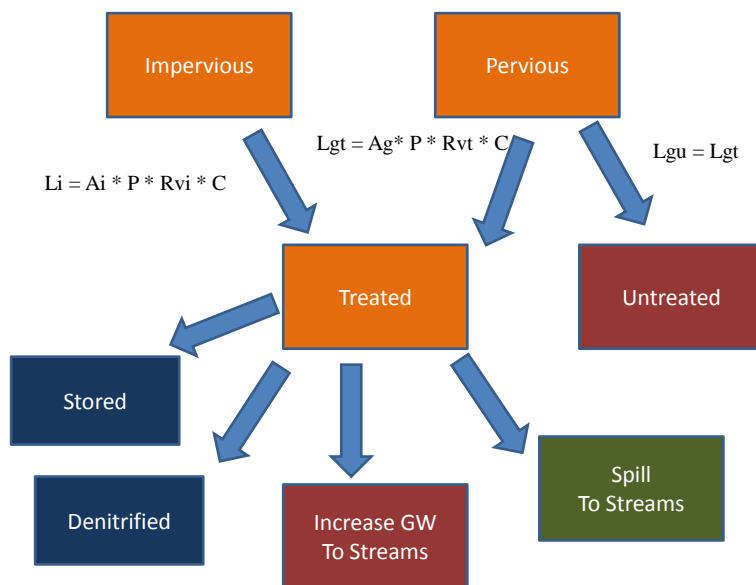 Impervious
Pervious
Lgt = Ag* P * Rvt * C
Lgu = Lgt
Li = Ai * P * Rvi * C
Treated
Untreated
Stored
Denitrified
Increase GW
To Streams
Spill
To Streams